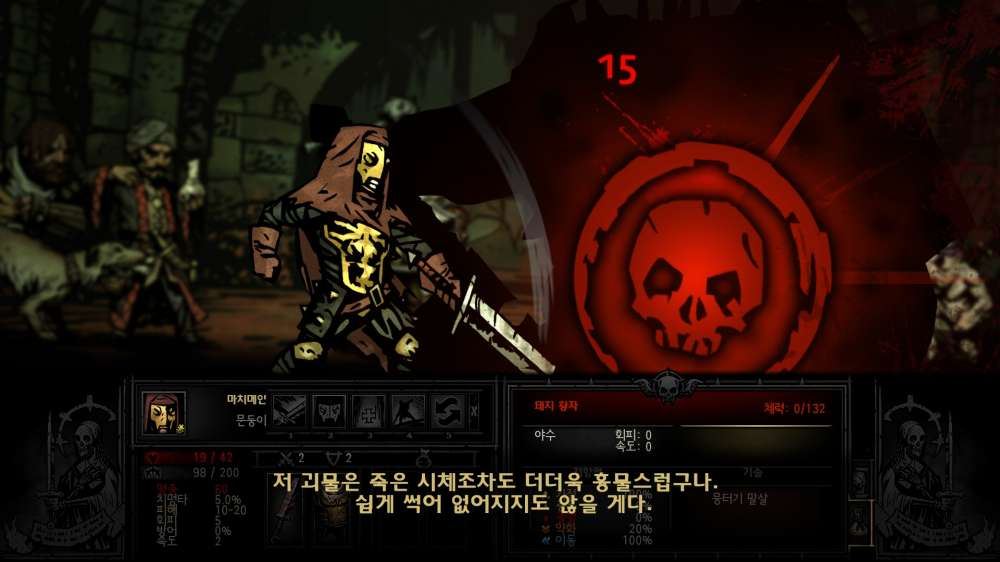 15
마차메인
문둥이
1 2 3 4 5
돼지 왕자
체력: 0/132
야수
회피: 0
속도: 0
19 / 42
98 / 200
2
2
기술
뭉터기 말살
저 괴물은 죽은 시체조차도 더더욱 흉물스럽구나.
쉽게 썩어 없어지지도 않을 게다.
명중
치명타 5.0%
피해 10-20
회피 5
방어 0%
속도 2
0%
약화 20%
이동 100%